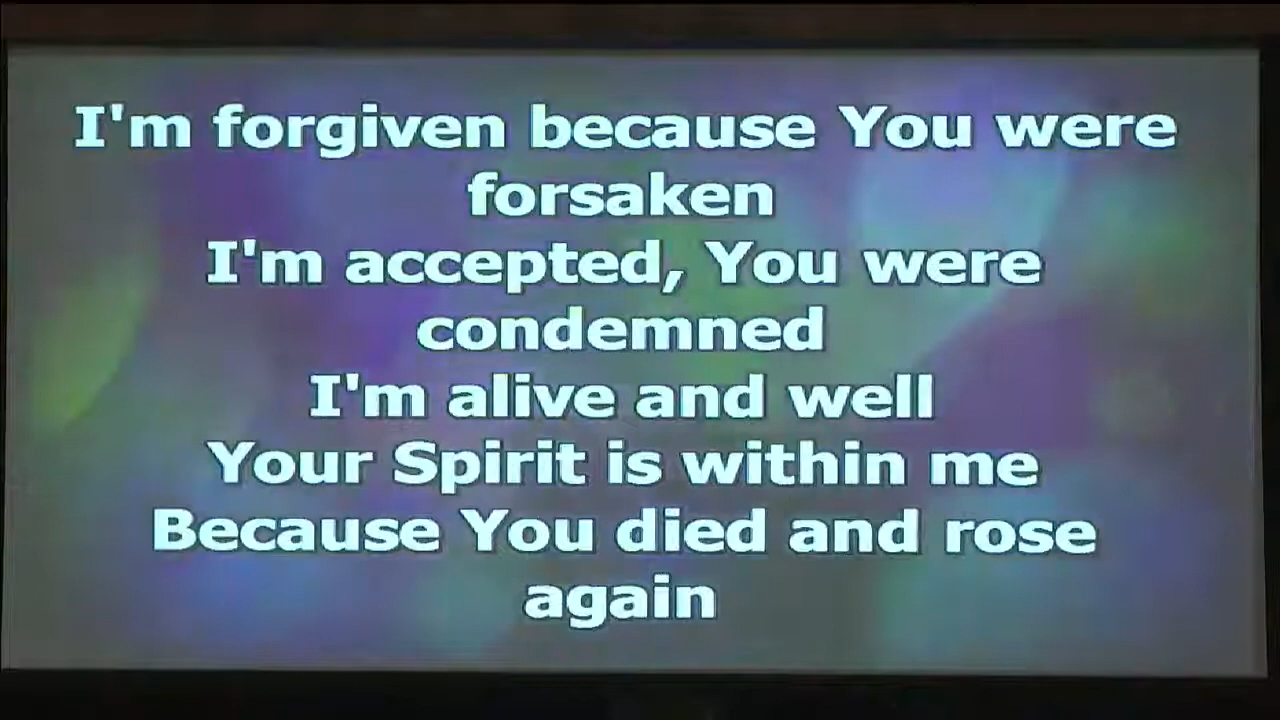 I'm forgiven because You were
forsaken
I'm accepted, You were
condemned
I'm alive and well
Your Spirit is within me
Because You died and rose
again